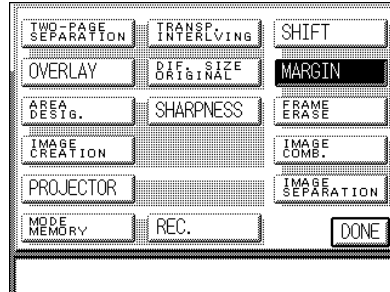 TWO-PAGE
SEPARATION
TRANSP.
INTERLVING
SHIFT
OVERLAY
DIF. SIZE
ORIGINAL
MARGIN
AREA
DESIG.
SHARPNESS
FRAME
ERASE
IMAGE
CREATION
IMAGE
COMB.
PROJECTOR
IMAGE
SEPARATION
MODE
MEMORY
REC.
DONE